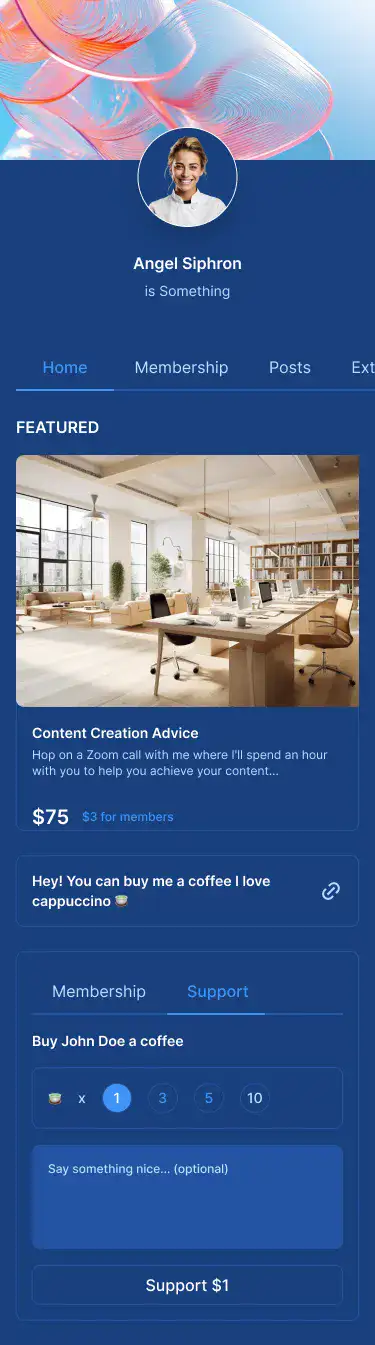 Angel Siphron
is Something
Home Membership Posts Ext
FEATURED
Content Creation Advice
Hop on a Zoom call with me where I'll spend an hour
with you to help you achieve your content...
$75 $3 for members
Hey! You can buy me a coffee I love
cappuccino
Membership Support
Buy John Doe a coffee
x 1 3 5 10
Say something nice... (optional)
Support $1